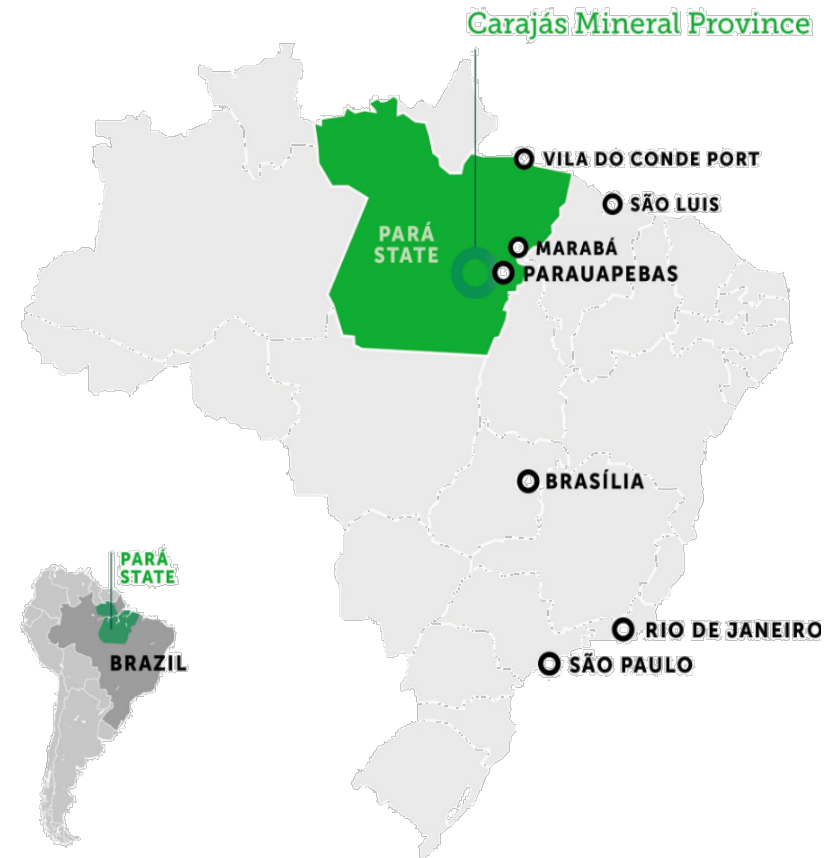 Carajás Mineral Province
VILA DO CONDE PORT
SÃO LUIS
PARÁ
STATE
MARABÁ
PARAUAPEBAS
BRASÍLIA
PARÁ
STATE
BRAZIL
RIO DE JANEIRO
SÃO PAULO